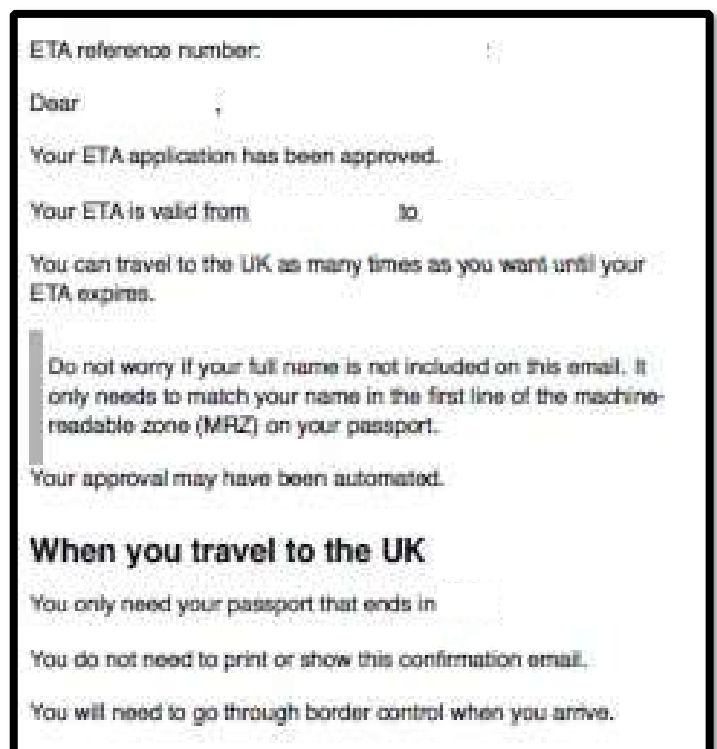 ETA reference number:
Dear ,
Your ETA application has been approved.
Your ETA is valid from to
You can travel to the UK as many times as you want until your
ETA expires.
Do not worry if your full name is not included on this email. It
only needs to match your name in the first line of the machine-
readable zone (MRZ) on your passport.
Your approval may have been automated.
When you travel to the UK
You only need your passport that ends in
You do not need to print or show this confirmation email.
You will need to go through border control when you arrive.